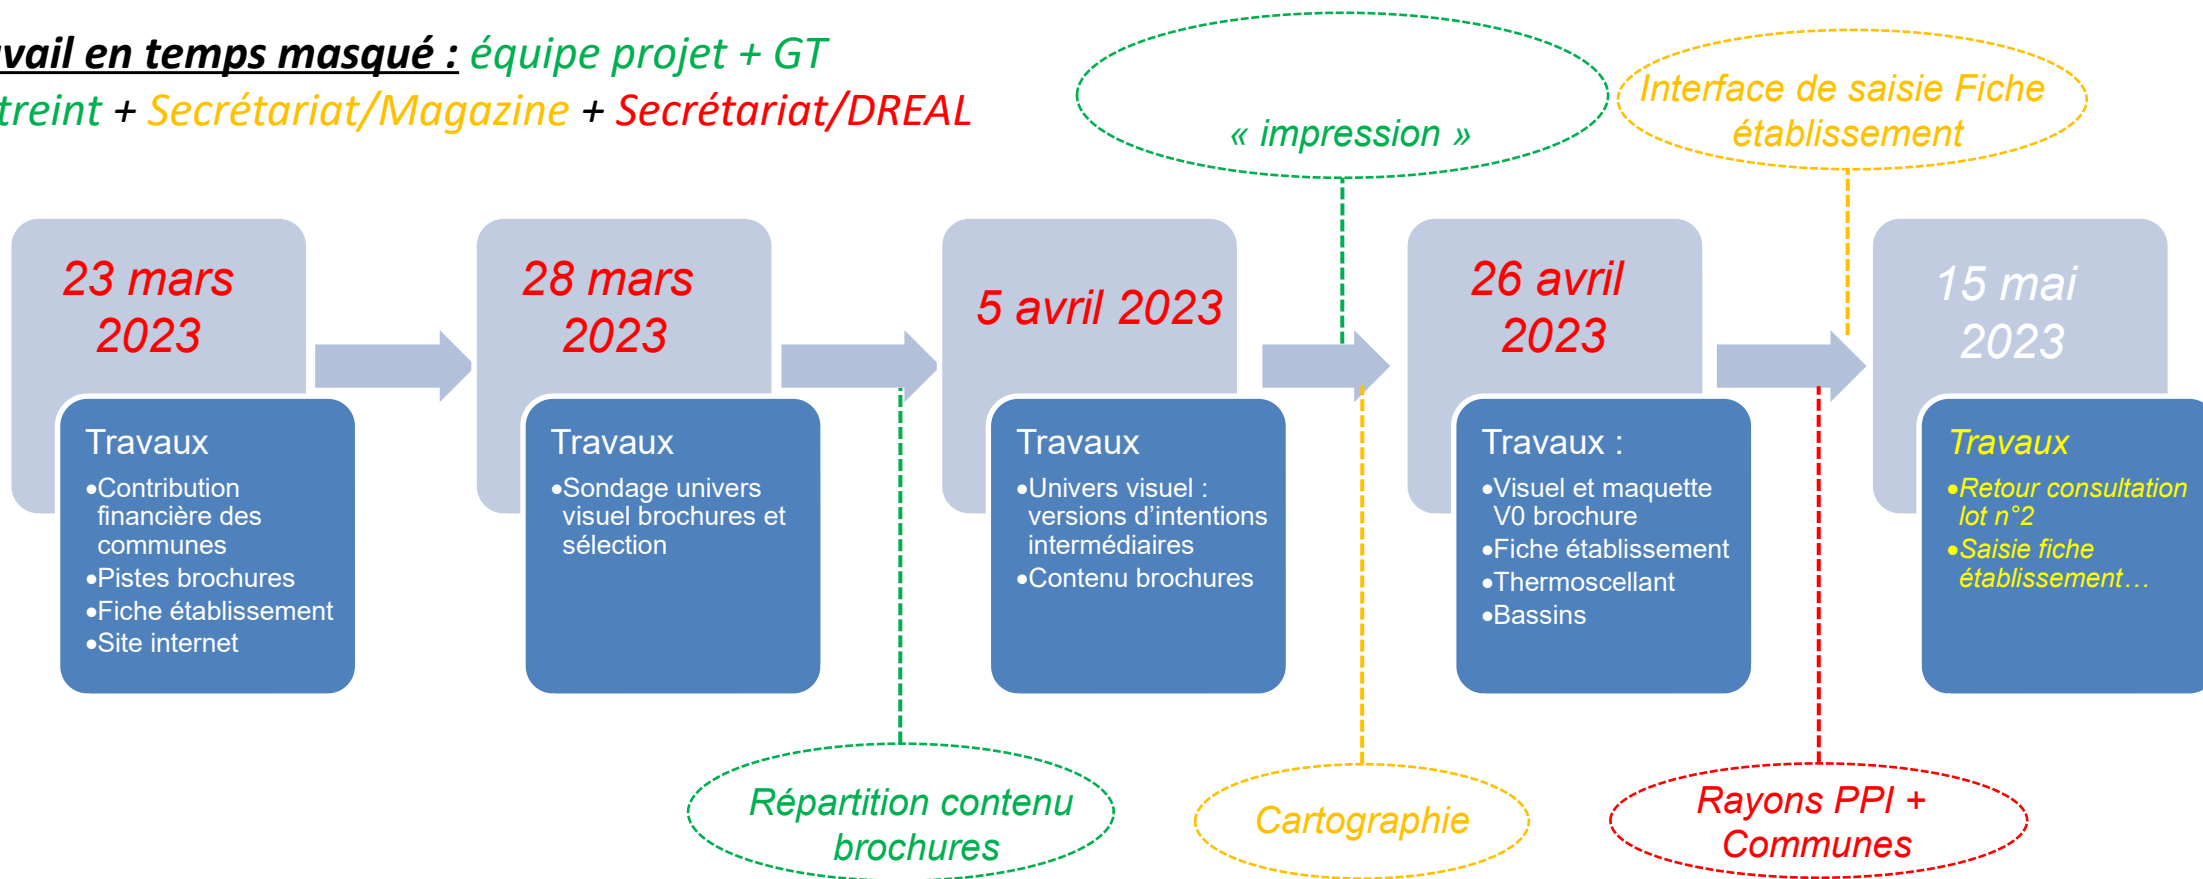 vail en temps masqué : équipe projet + GT
treint + Secrétariat/Magazine + Secrétariat/DREAL
« impression »
Interface de saisie Fiche
établissement
23 mars
2023
28 mars
2023
5 avril 2023
26 avril
2023
15 mai
2023
Travaux
•Contribution
financière des
communes
•Pistes brochures
•Fiche établissement
•Site internet
Travaux
•Sondage univers
visuel brochures et
sélection
Travaux
•Univers visuel :
versions d’intentions
intermédiaires
•Contenu brochures
Travaux :
•Visuel et maquette
V0 brochure
•Fiche établissement
•Thermoscellant
•Bassins
Travaux
•Retour consultation
lot n°2
•Saisie fiche
établissement…
Répartition contenu
brochures
Cartographie
Rayons PPI +
Communes